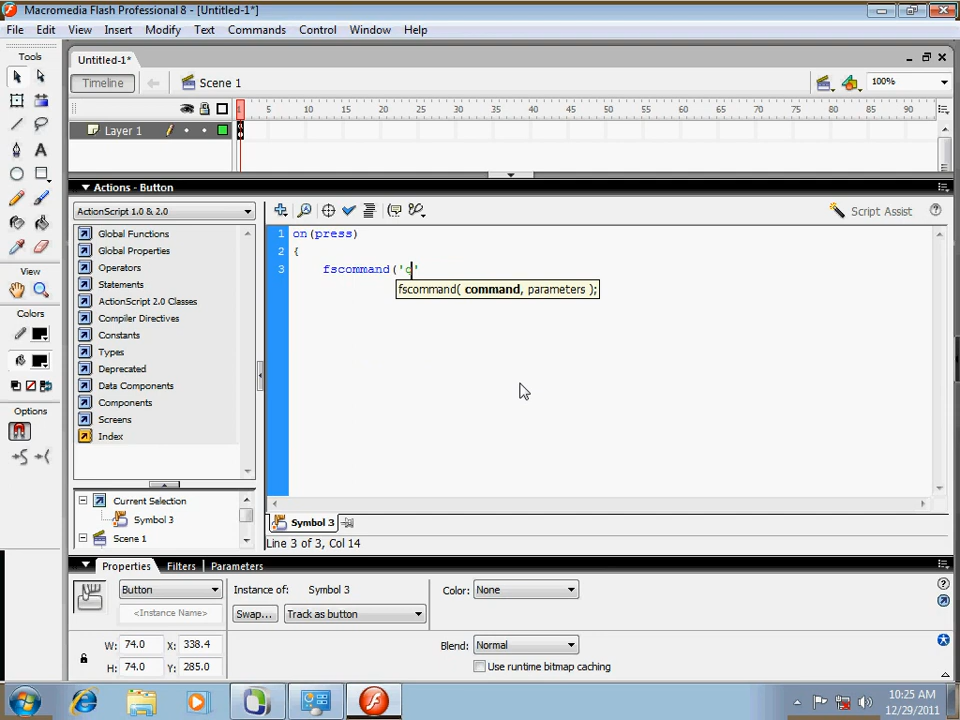 Macromedia Flash Professional 8 - [Untitled-1*]
File Edit View Insert Modify Text Commands Control Window Help
Tools
View
Colors
Options
Untitled-1*
Timeline Scene 1 100%
1 5 10 15 20 25 30 35 40 45 50 55 60 65 70 75 80 85 90
Layer 1
Actions - Button
ActionScript 1.0 & 2.0
Script Assist
Global Functions
Global Properties
Operators
Statements
ActionScript 2.0 Classes
Compiler Directives
Constants
Types
Deprecated
Data Components
Components
Screens
Index
Current Selection
Symbol 3
Scene 1
1 on(press)
2 {
3 fscommand('q'
fscommand( command, parameters );
Symbol 3
Line 3 of 3, Col 14
Properties Filters Parameters
Button
<Instance Name>
Instance of: Symbol 3
Swap... Track as button
Color: None
Blend: Normal
Use runtime bitmap caching
W: 74.0 X: 338.4
H: 74.0 Y: 285.0
10:25 AM
12/29/2011